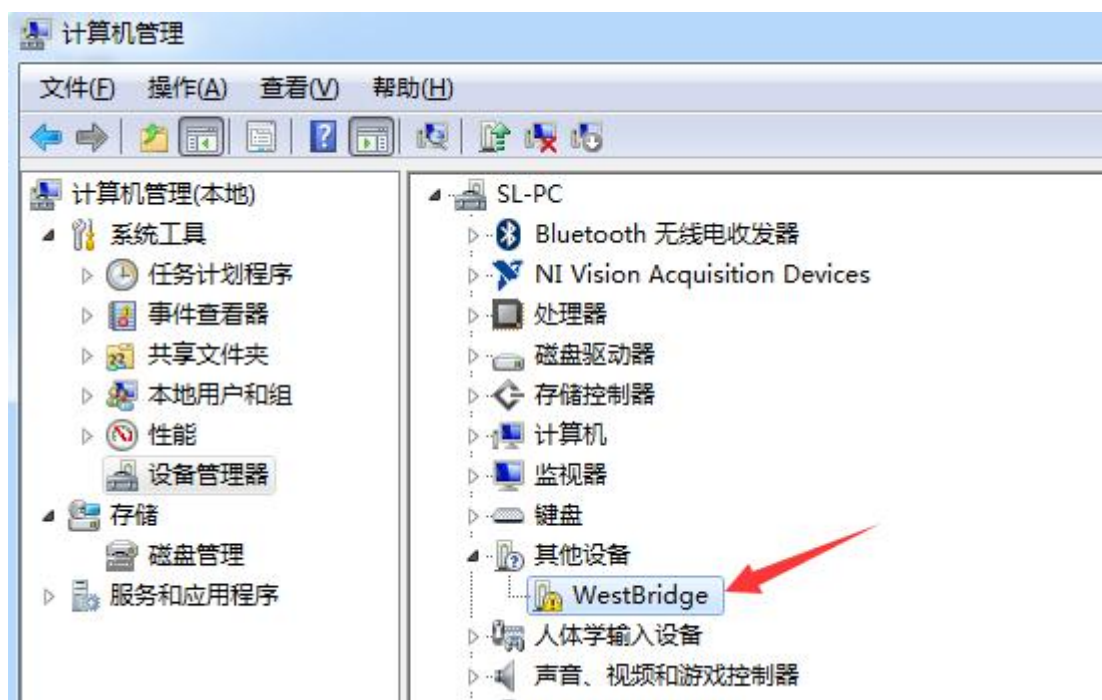 计算机管理
文件(F) 操作(A) 查看(V) 帮助(H)
计算机管理(本地)
系统工具
任务计划程序
事件查看器
共享文件夹
本地用户和组
性能
设备管理器
存储
磁盘管理
服务和应用程序
SL-PC
Bluetooth 无线电收发器
NI Vision Acquisition Devices
处理器
磁盘驱动器
存储控制器
计算机
监视器
键盘
其他设备
WestBridge
人体学输入设备
声音、视频和游戏控制器